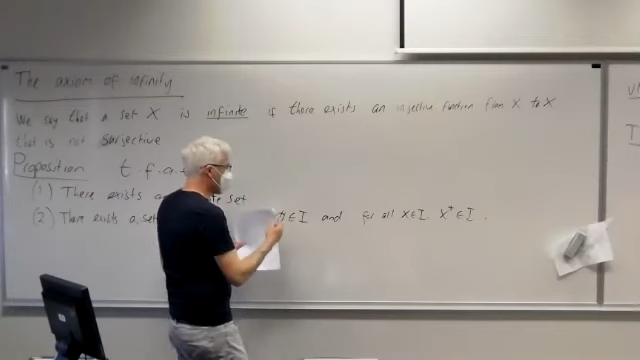 The axiom of infinity
We say that a set X is infinite if there exists an injective function from X to X
that is not surjective
Proposition t.f.a.
(1) There exists a set
(2) There exists a set ∈ I and for all x ∈ I. x⁺ ∈ I.